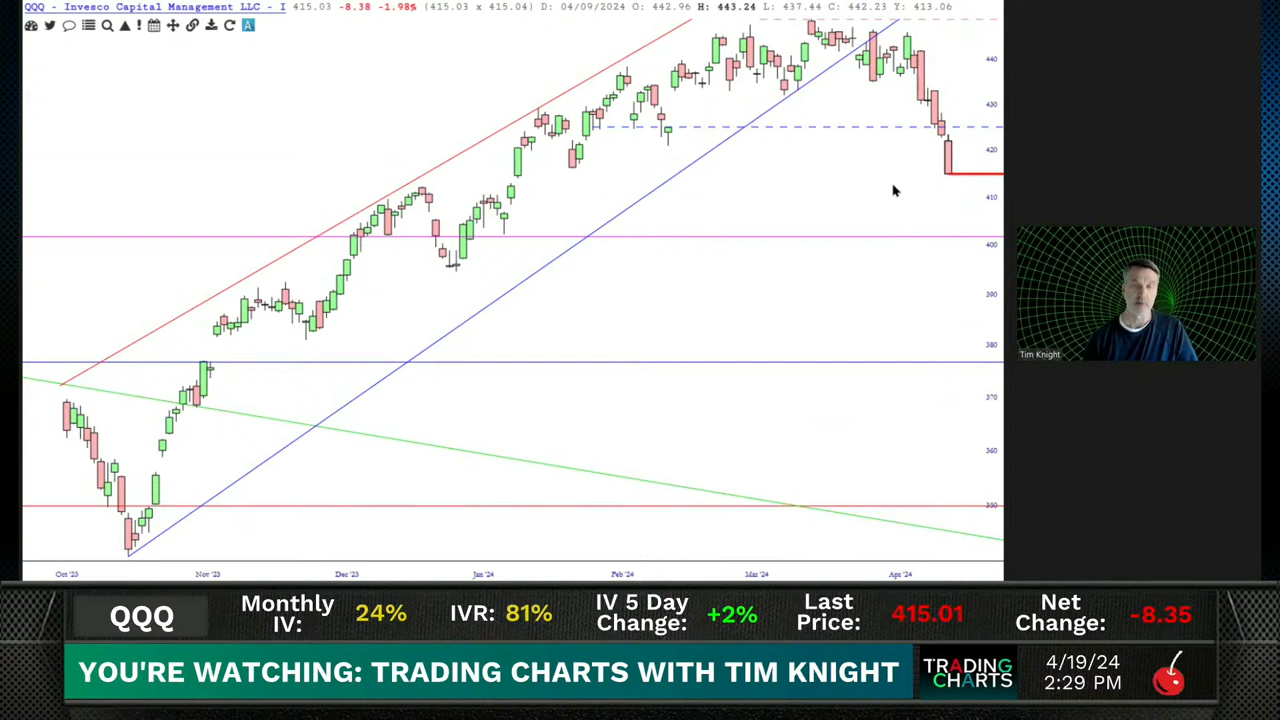 QQQ - Invesco Capital Management LLC - I 415.03 -8.38 -1.98% (415.03 x 415.04) D: 04/09/2024 O: 442.96 H: 443.24 L: 437.44 C: 442.23 Y: 413.06
440
430
420
410
400
390
380
370
360
350
Oct '23 Nov '23 Dec '23 Jan '24 Feb '24 Mar '24 Apr '24
Tim Knight
QQQ
Monthly IV: 24%
IVR: 81%
IV 5 Day Change: +2%
Last Price: 415.01
Net Change: -8.35
YOU'RE WATCHING: TRADING CHARTS WITH TIM KNIGHT
TRADING
CHARTS
4/19/24
2:29 PM